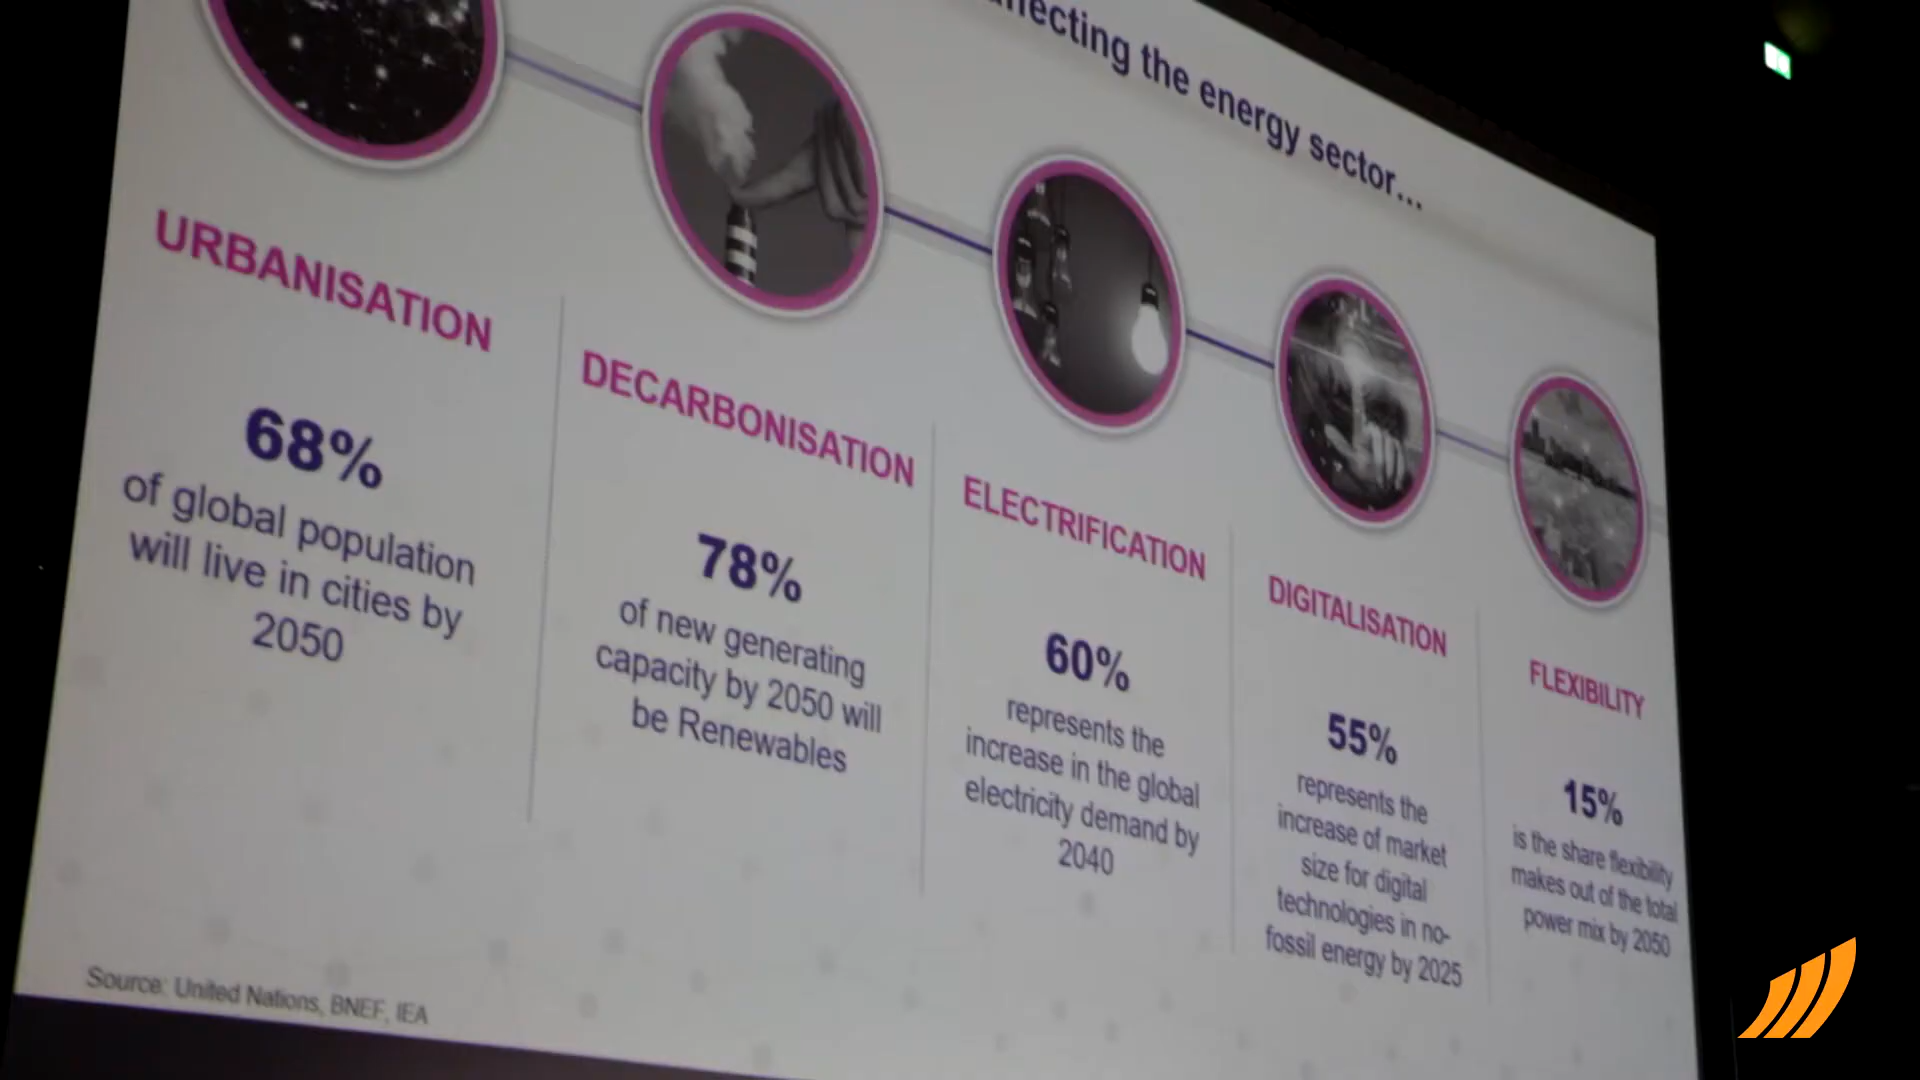 the energy sector...
URBANISATION
68%
of global population
will live in cities by
2050
DECARBONISATION
78%
of new generating
capacity by 2050 will
be Renewables
ELECTRIFICATION
60%
represents the
increase in the global
electricity demand by
2040
DIGITALISATION
55%
represents the
increase of market
size for digital
technologies in no-
fossil energy by 2025
FLEXIBILITY
15%
is the share flexibility
makes out of the total
power mix by 2050
Source: United Nations, BNEF, IEA